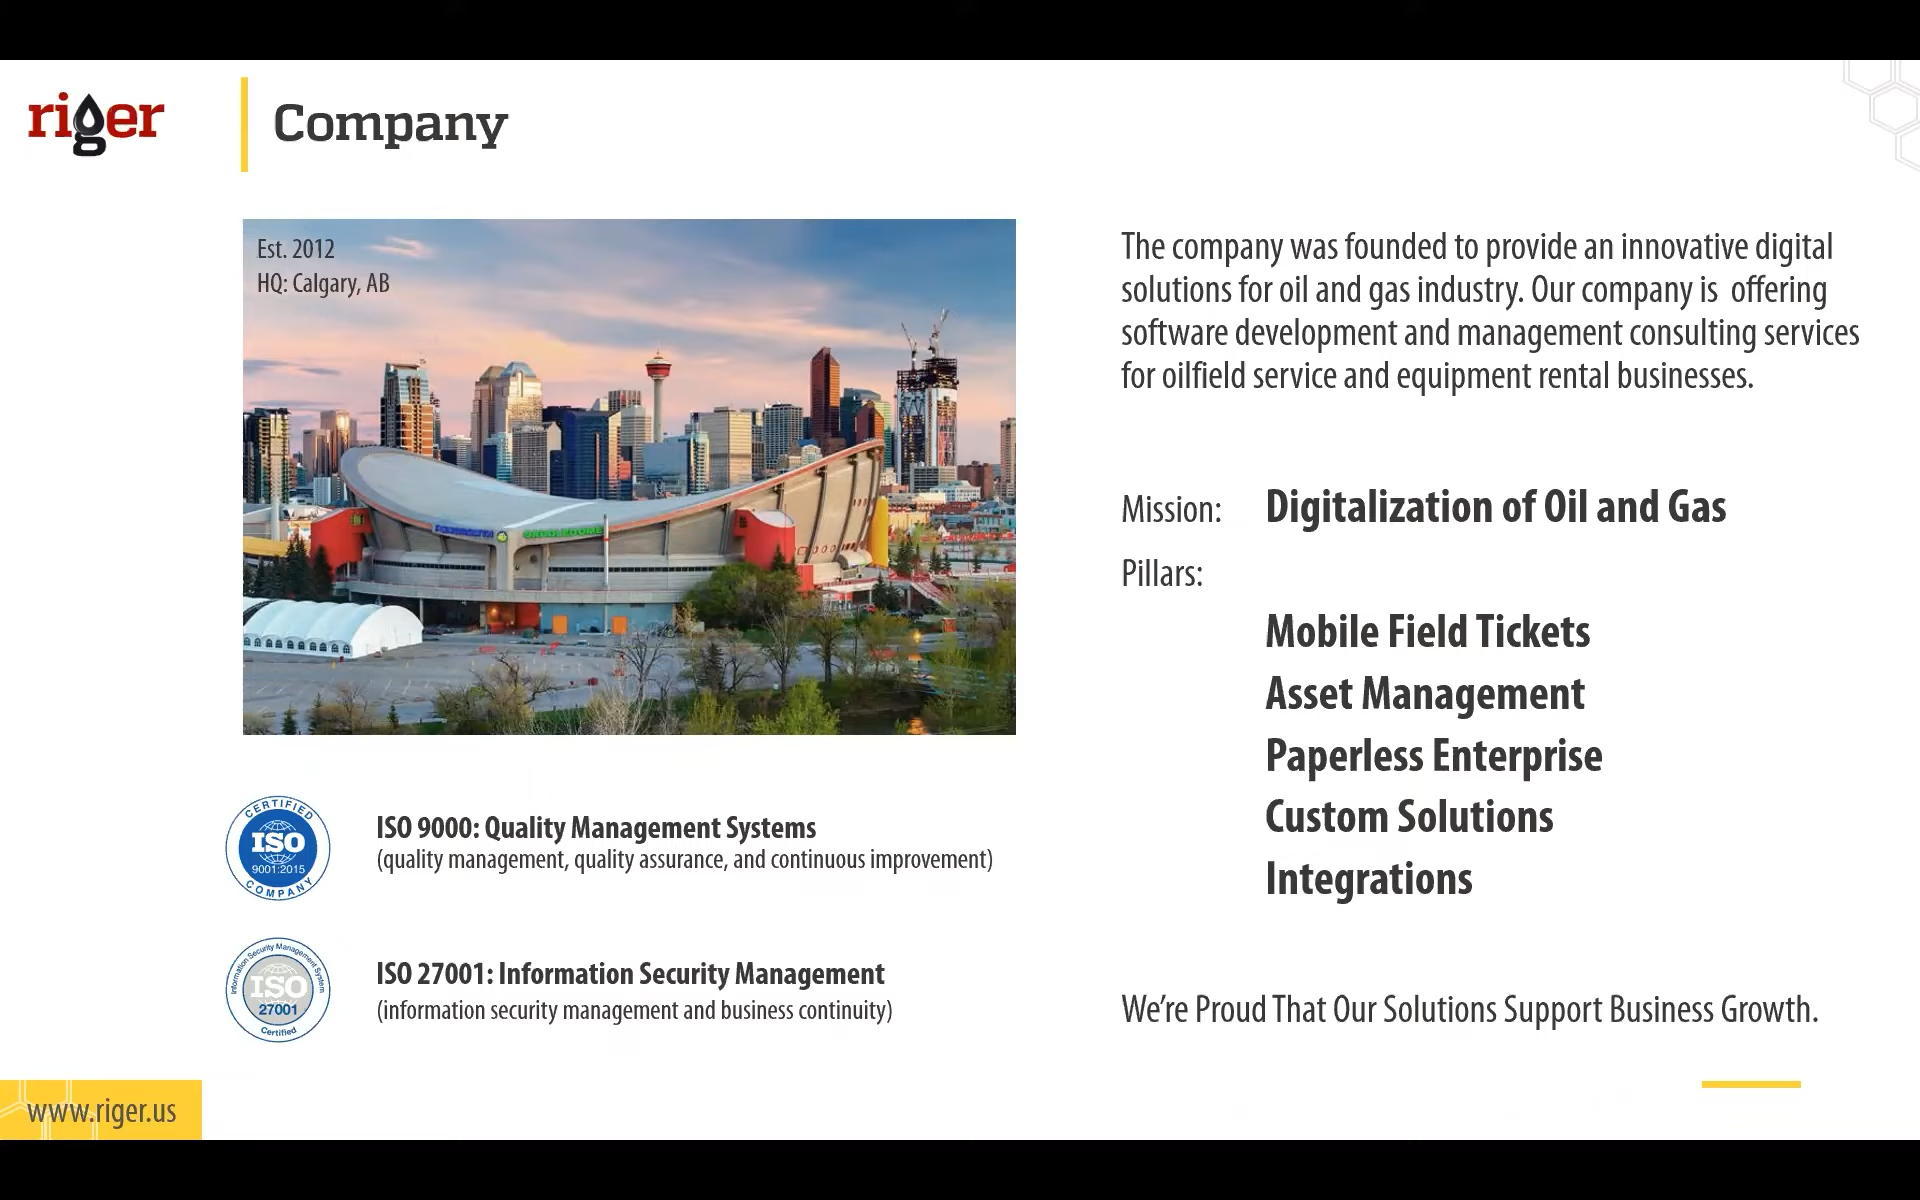 riger
Company
Est. 2012
HQ: Calgary, AB
SADDLEDOME
The company was founded to provide an innovative digital
solutions for oil and gas industry. Our company is offering
software development and management consulting services
for oilfield service and equipment rental businesses.
Mission: Digitalization of Oil and Gas
Pillars:
Mobile Field Tickets
Asset Management
Paperless Enterprise
Custom Solutions
Integrations
We're Proud That Our Solutions Support Business Growth.
CERTIFIED
ISO
9001:2015
COMPANY
ISO 9000: Quality Management Systems
(quality management, quality assurance, and continuous improvement)
Information Security Management System
ISO
27001
Certified
ISO 27001: Information Security Management
(information security management and business continuity)
www.riger.us